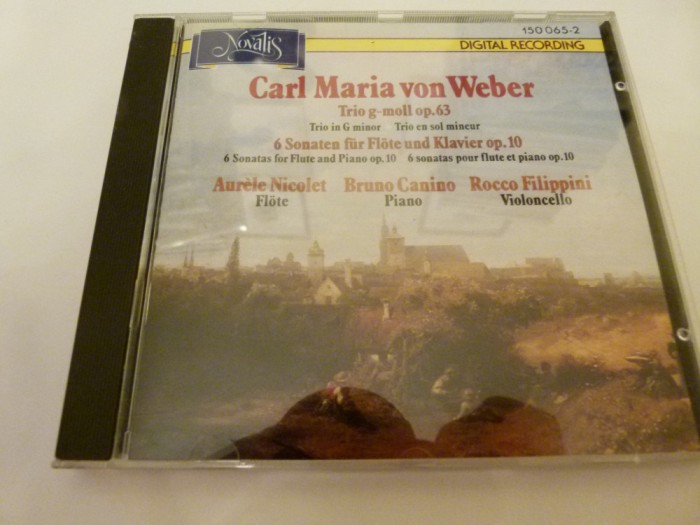 Novalis
150 065-2
DIGITAL RECORDING
Carl Maria von Weber
Trio g-moll op.63
Trio in G minor Trio en sol mineur
6 Sonaten für Flöte und Klavier op.10
6 Sonatas for Flute and Piano op.10 6 sonatas pour flute et piano op.10
Aurèle Nicolet Bruno Canino Rocco Filippini
Flöte Piano Violoncello